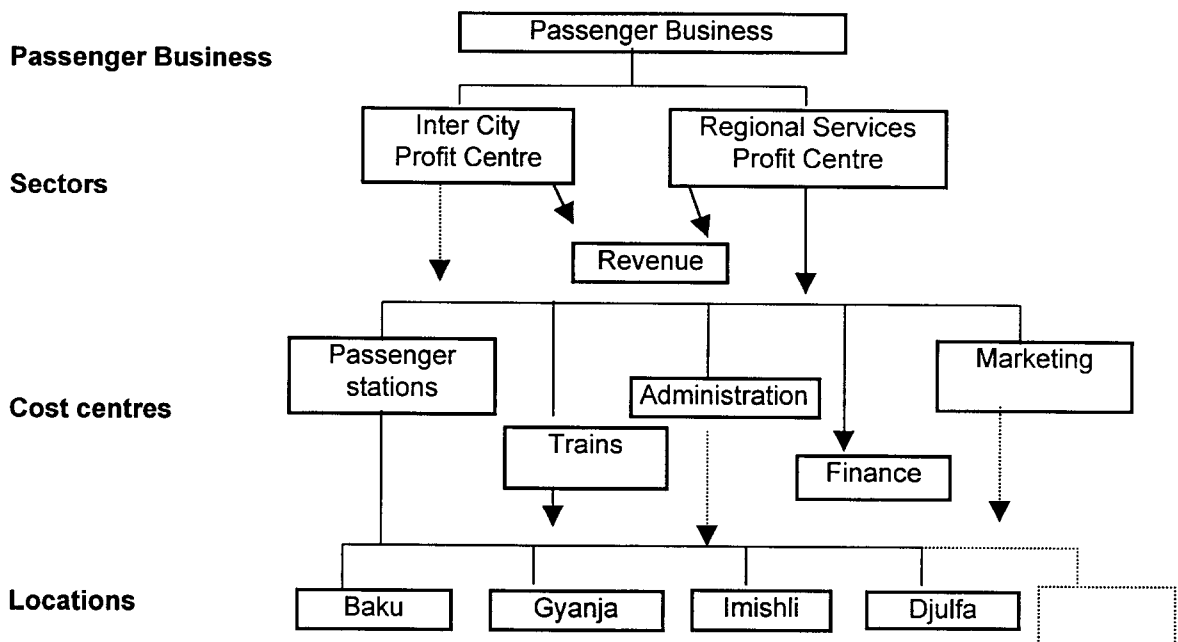 Passenger Business
Passenger Business
Inter City
Profit Centre
Regional Services
Profit Centre
Sectors
Revenue
Passenger
stations
Marketing
Administration
Cost centres
Trains
Finance
Locations
Baku
Gyanja
Imishli
Djulfa